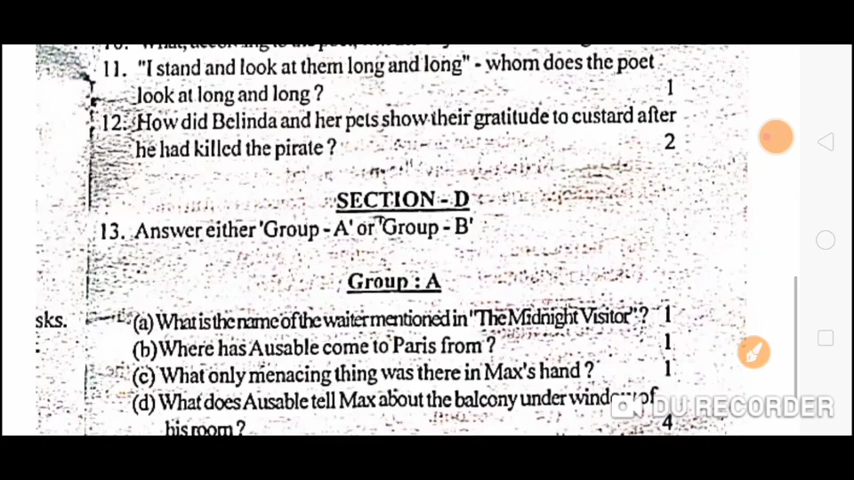 11. "I stand and look at them long and long" - whom does the poet
look at long and long ? 1
12. How did Belinda and her pets show their gratitude to custard after
he had killed the pirate ? 2
SECTION - D
13. Answer either 'Group - A' or 'Group - B'
Group : A
sks.
(a) What is the name of the waiter mentioned in "The Midnight Visitor" ? 1
(b) Where has Ausable come to Paris from ? 1
(c) What only menacing thing was there in Max's hand ? 1
(d) What does Ausable tell Max about the balcony under window of
his room ? 4
DU RECORDER